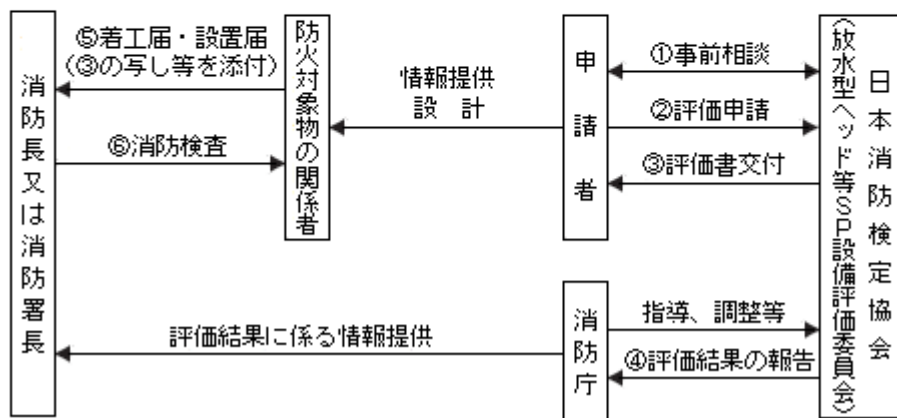 消防長又は消防署長
⑤着工届・設置届
（③の写し等を添付）
⑥消防検査
防火対象物の関係者
情報提供
設　計
申請者
①事前相談
②評価申請
③評価書交付
日本消防検定協会
（放水型ヘッド等ＳＰ設備評価委員会）
評価結果に係る情報提供
消防庁
指導、調整等
④評価結果の報告